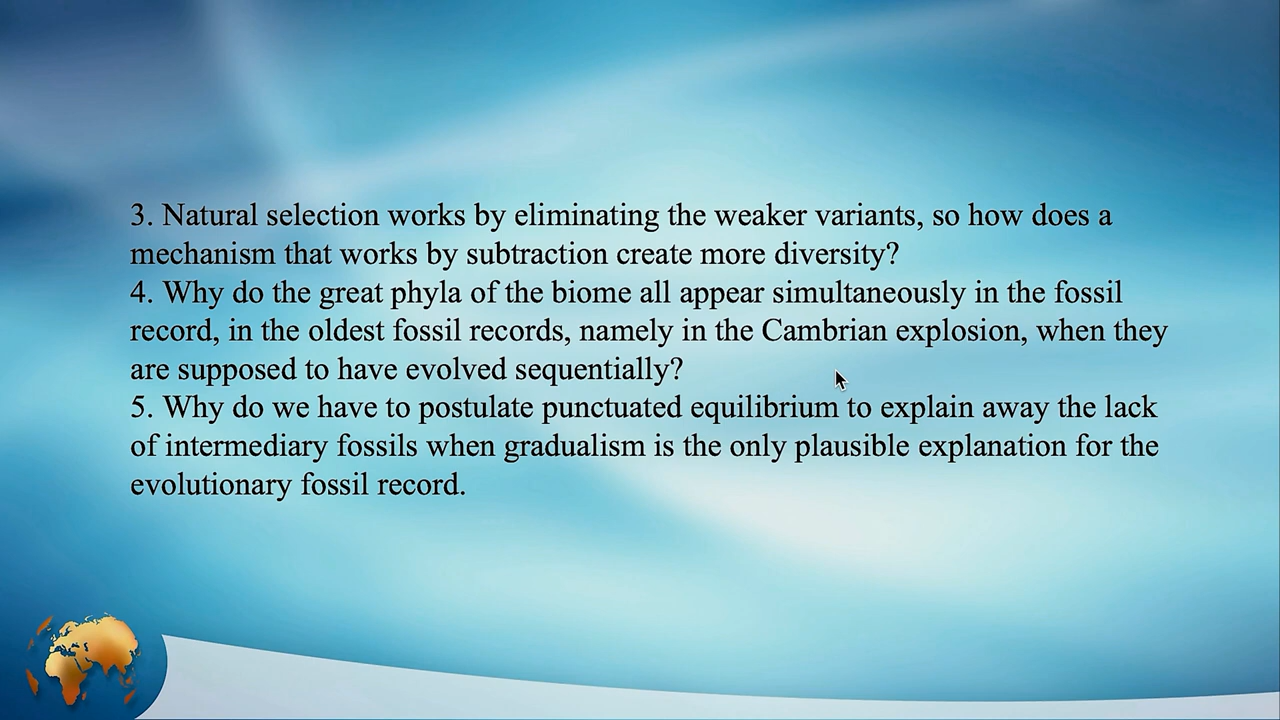 3. Natural selection works by eliminating the weaker variants, so how does a
mechanism that works by subtraction create more diversity?
4. Why do the great phyla of the biome all appear simultaneously in the fossil
record, in the oldest fossil records, namely in the Cambrian explosion, when they
are supposed to have evolved sequentially?
5. Why do we have to postulate punctuated equilibrium to explain away the lack
of intermediary fossils when gradualism is the only plausible explanation for the
evolutionary fossil record.